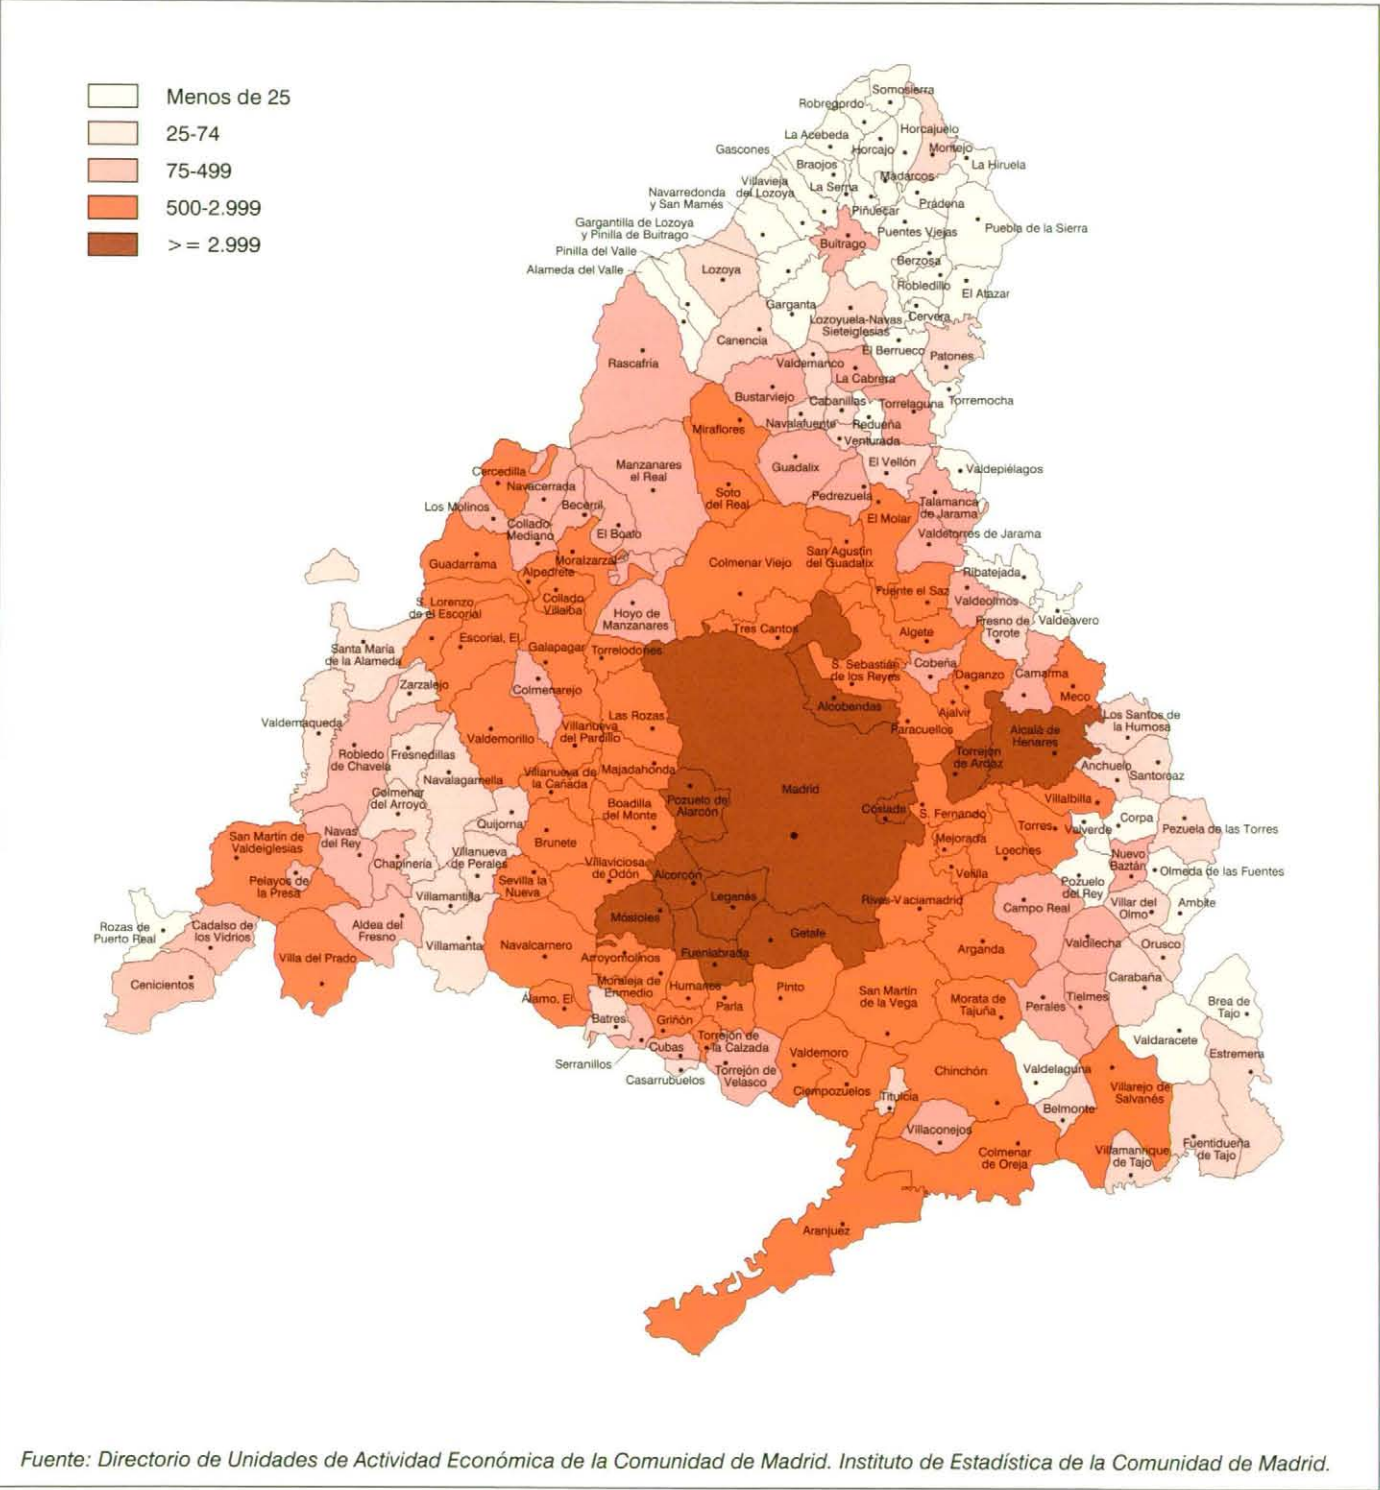 Menos de 25
25-74
75-499
500-2.999
>= 2.999
Somosierra
Robregordo
La Acebeda
Horcajuelo
Gascones
Horcajo
Montejo
La Hiruela
Braojos
Madarcos
Villavieja
del Lozoya
La Serna
Navarredonda
y San Mamés
Prádena
Piñuécar
Gargantilla de Lozoya
y Pinilla de Buitrago
Puentes Viejas
Puebla de la Sierra
Buitrago
Pinilla del Valle
Berzosa
Alameda del Valle
Lozoya
Robledillo
El Atazar
Garganta
Lozoyuela-Navas
Sieteiglesias
Cervera
Canencia
El Berrueco
Patones
Rascafría
Valdemanco
La Cabrera
Bustarviejo
Cabanillas
Torrelaguna
Torremocha
Navalafuente
Redueña
Miraflores
Venturada
Cercedilla
Manzanares
el Real
Guadalix
El Vellón
Valdepiélagos
Navacerrada
Soto
del Real
Pedrezuela
Talamanca
de Jarama
Los Molinos
Becerril
El Molar
Collado
Mediano
El Boalo
Valdetorres de Jarama
Guadarrama
Moralzarzal
Colmenar Viejo
San Agustín
del Guadalix
Alpedrete
Ribatejada
S. Lorenzo
de el Escorial
Collado
Villalba
Hoyo de
Manzanares
Fuente el Saz
Valdeolmos
Fresno de
Torote
Valdeavero
Santa María
de la Alameda
Escorial, El
Galapagar
Torrelodones
Tres Cantos
Algete
S. Sebastián
de los Reyes
Cobeña
Daganzo
Camarma
Zarzalejo
Colmenarejo
Meco
Alcobendas
Ajalvir
Valdemaqueda
Las Rozas
Paracuellos
Alcalá de
Henares
Los Santos de
la Humosa
Valdemorillo
Villanueva
del Pardillo
Robledo
de Chavela
Fresnedillas
Torrejón
de Ardoz
Anchuelo
Santorcaz
Navalagamella
Villanueva de
la Cañada
Majadahonda
Madrid
Colmenar
del Arroyo
Boadilla
del Monte
Pozuelo de
Alarcón
Coslada
S. Fernando
Villalbilla
Quijorna
Torres
Valverde
Corpa
Pezuela de las Torres
San Martín de
Valdeiglesias
Navas
del Rey
Brunete
Mejorada
Loeches
Chapinería
Villanueva
de Perales
Villaviciosa
de Odón
Velilla
Nuevo
Baztán
Olmeda de las Fuentes
Pelayos de
la Presa
Sevilla la
Nueva
Alcorcón
Pozuelo
del Rey
Villamantilla
Leganés
Rivas-Vaciamadrid
Campo Real
Villar del
Olmo
Ambite
Rozas de
Puerto Real
Cadalso de
los Vidrios
Aldea del
Fresno
Móstoles
Getafe
Villa del Prado
Villamanta
Navalcarnero
Arroyomolinos
Fuenlabrada
Arganda
Valdilecha
Orusco
Cenicientos
Moraleja de
Enmedio
Humanes
Pinto
San Martín
de la Vega
Carabaña
Álamo, El
Parla
Morata de
Tajuña
Perales
Tielmes
Brea de
Tajo
Batres
Griñón
Serranillos
Cubas
Torrejón de
la Calzada
Valdemoro
Valdaracete
Estremera
Casarrubuelos
Torrejón de
Velasco
Ciempozuelos
Chinchón
Valdelaguna
Villarejo de
Salvanés
Titulcia
Belmonte
Villaconejos
Colmenar
de Oreja
Villamanrique
de Tajo
Fuentidueña
de Tajo
Aranjuez
Fuente: Directorio de Unidades de Actividad Económica de la Comunidad de Madrid. Instituto de Estadística de la Comunidad de Madrid.